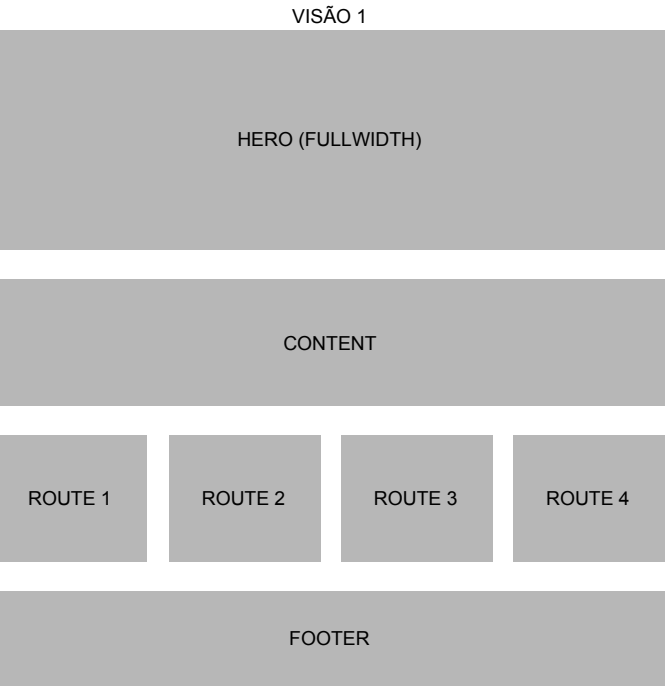 VISÃO 1
HERO (FULLWIDTH)
CONTENT
ROUTE 1
ROUTE 2
ROUTE 3
ROUTE 4
FOOTER